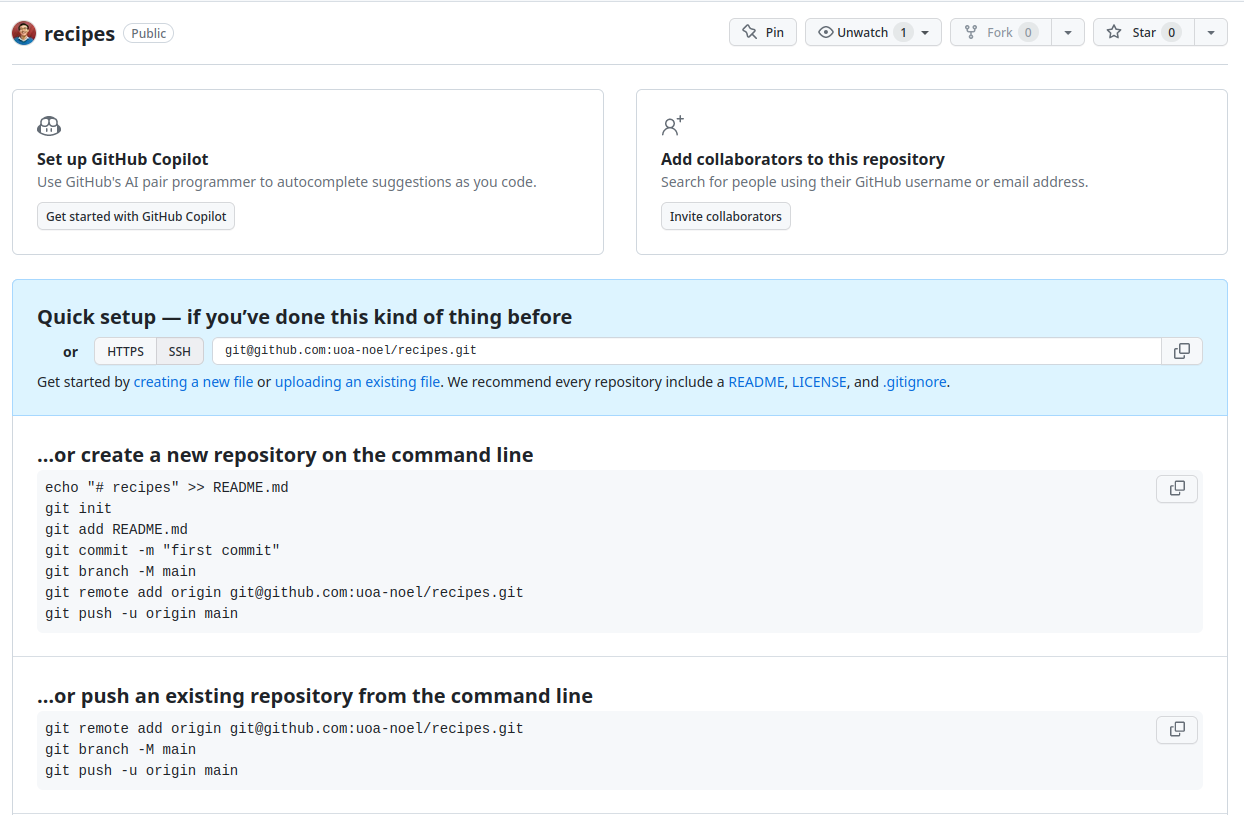 recipes Public Pin Unwatch 1 Fork 0 Star 0
Set up GitHub Copilot
Use GitHub's AI pair programmer to autocomplete suggestions as you code.
Get started with GitHub Copilot
Add collaborators to this repository
Search for people using their GitHub username or email address.
Invite collaborators
Quick setup — if you’ve done this kind of thing before
or HTTPS SSH git@github.com:uoa-noel/recipes.git
Get started by creating a new file or uploading an existing file. We recommend every repository include a README, LICENSE, and .gitignore.
…or create a new repository on the command line
echo "# recipes" >> README.md
git init
git add README.md
git commit -m "first commit"
git branch -M main
git remote add origin git@github.com:uoa-noel/recipes.git
git push -u origin main
…or push an existing repository from the command line
git remote add origin git@github.com:uoa-noel/recipes.git
git branch -M main
git push -u origin main